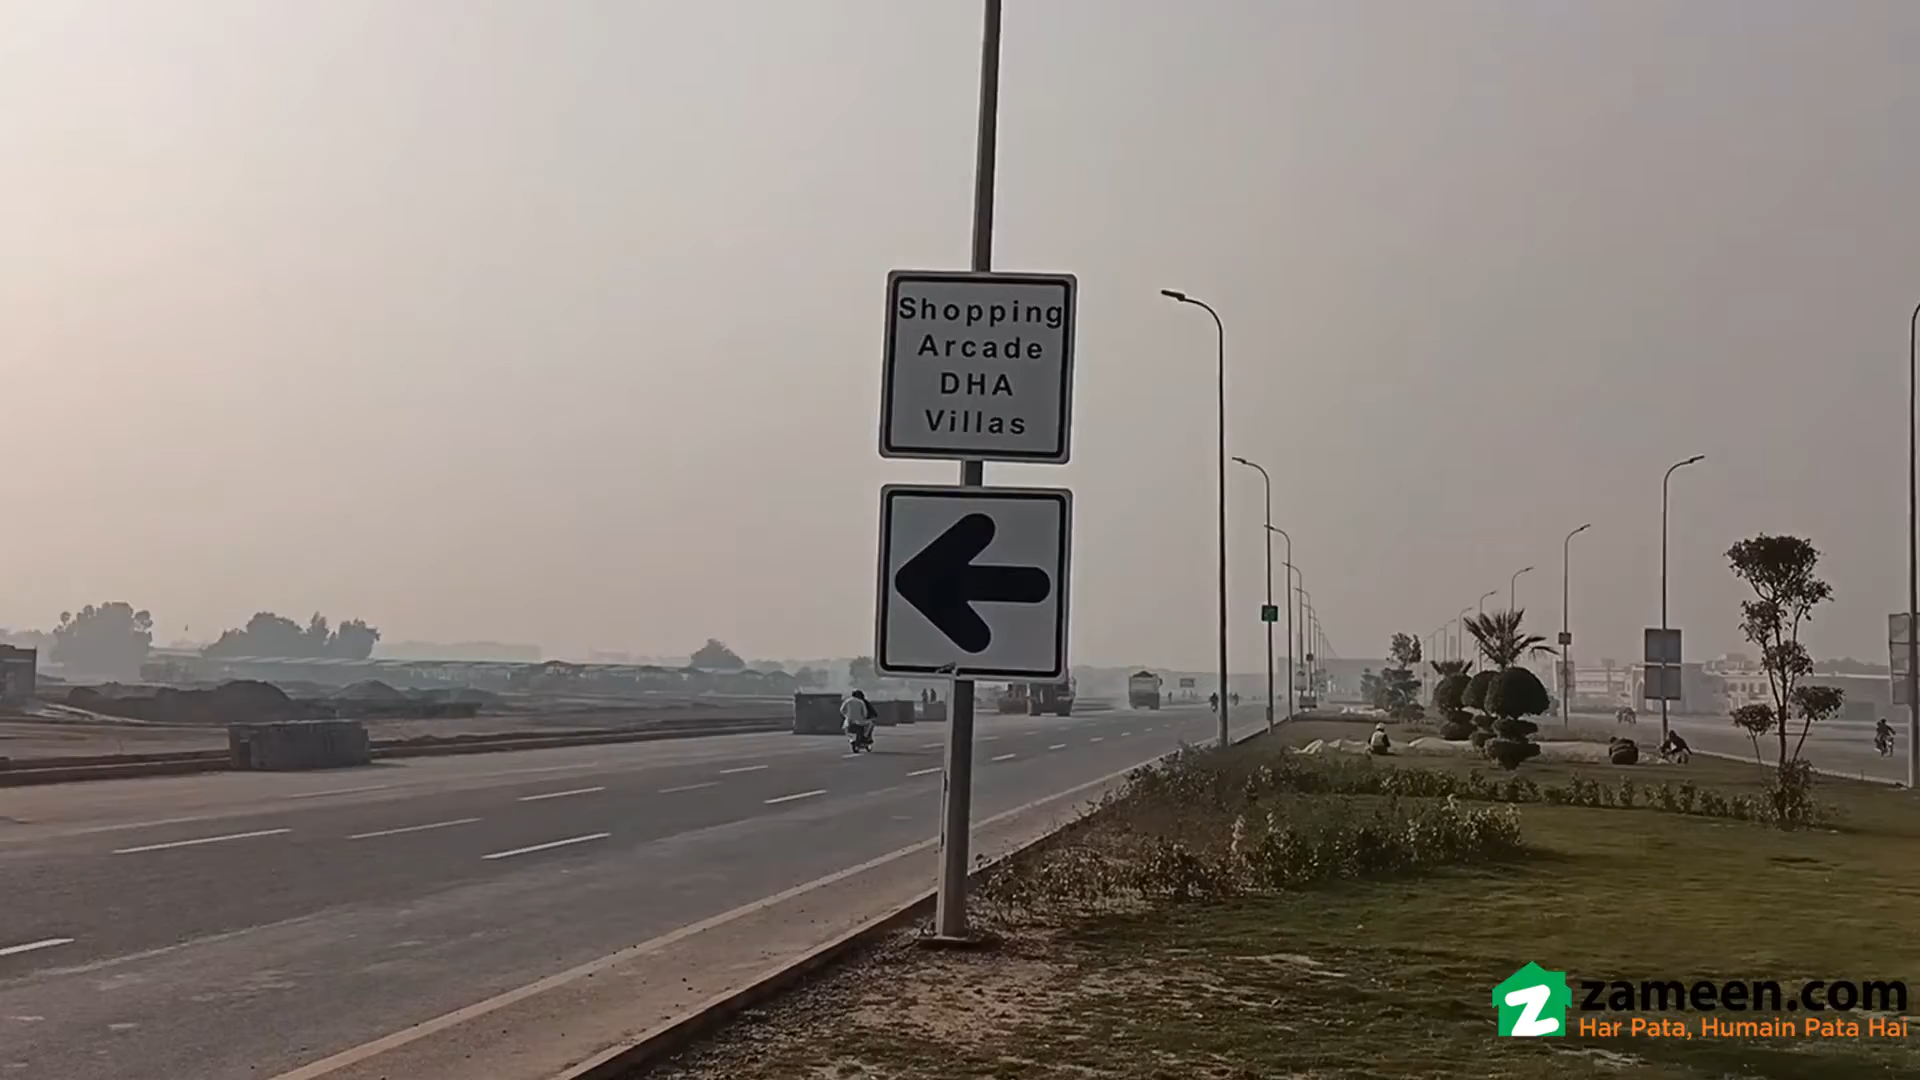 Shopping
Arcade
DHA
Villas
zameen.com
Har Pata, Humain Pata Hai